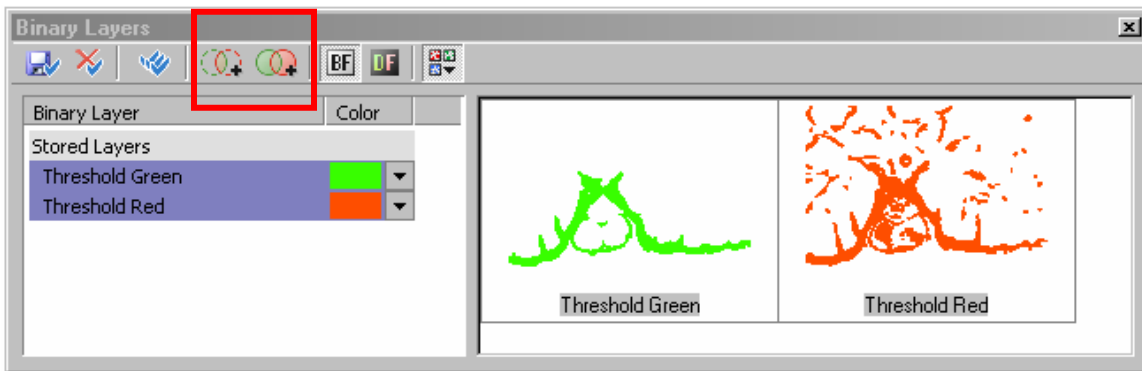 Binary Layers
BF DF
Binary Layer Color
Stored Layers
Threshold Green
Threshold Red
Threshold Green Threshold Red